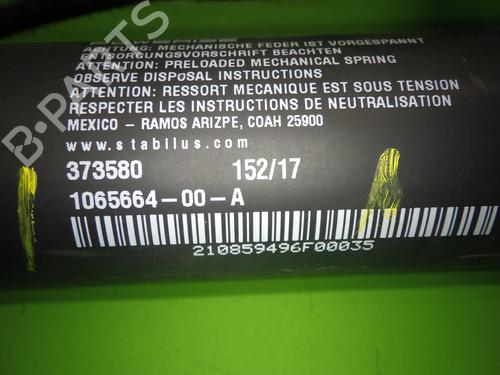 ACHTUNG: MECHANISCHE FEDER IST VORGESPANNT
ENTSORGUNGSVORSCHRIFT BEACHTEN
ATTENTION: PRELOADED MECHANICAL SPRING
OBSERVE DISPOSAL INSTRUCTIONS
ATTENTION: RESSORT MECANIQUE EST SOUS TENSION
RESPECTER LES INSTRUCTIONS DE NEUTRALISATION
MEXICO – RAMOS ARIZPE, COAH 25900
www.stabilus.com
373580 152/17
1065664-00-A
210859496F00035
B-PARTS